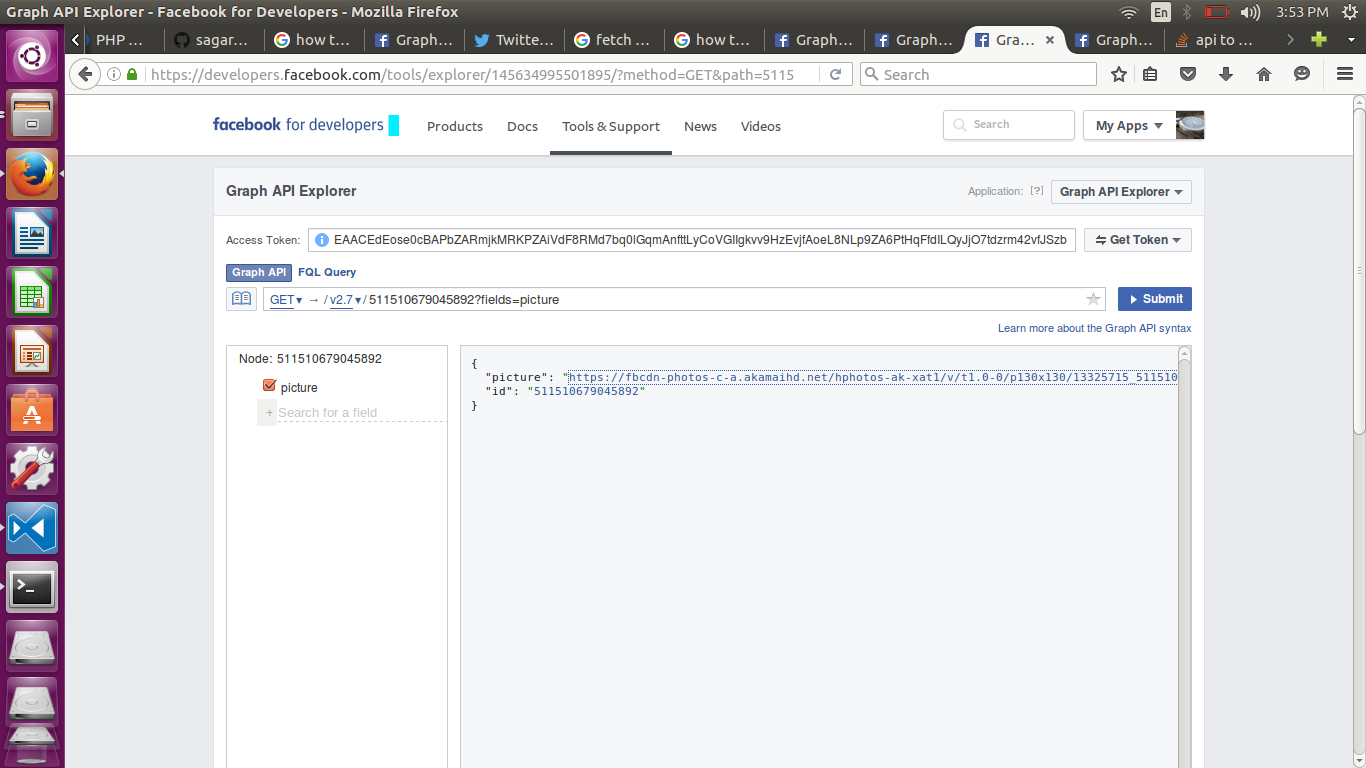 Graph API Explorer - Facebook for Developers - Mozilla Firefox
En
3:53 PM
PHP ...
sagar...
how t...
Graph...
Twitte...
fetch ...
how t...
Graph...
Graph...
Gra...
Graph...
api to ...
https://developers.facebook.com/tools/explorer/145634995501895/?method=GET&path=5115
Search
facebook for developers
Products
Docs
Tools & Support
News
Videos
Search
My Apps
Graph API Explorer
Application: [?]
Graph API Explorer
Access Token:
Get Token
Graph API
FQL Query
GET → / v2.7 / 511510679045892?fields=picture
Submit
Learn more about the Graph API syntax
Node: 511510679045892
picture
+ Search for a field
{
"picture": "https://fbcdn-photos-c-a.akamaihd.net/hphotos-ak-xat1/v/t1.0-0/p130x130/13325715_511510
"id": "511510679045892"
}